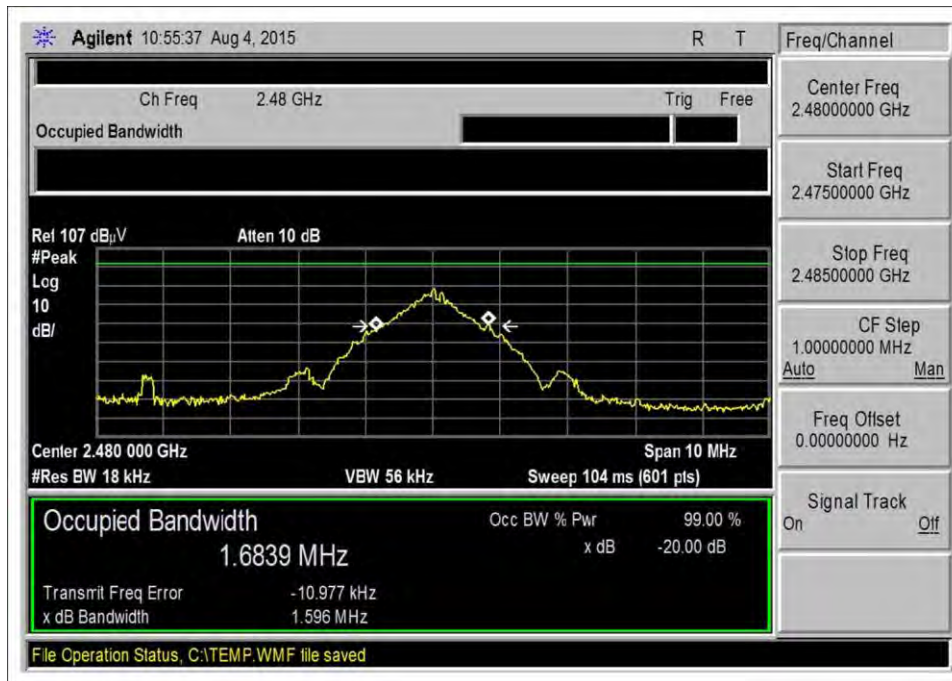 Agilent 10:55:37 Aug 4, 2015 R T
Freq/Channel
Ch Freq 2.48 GHz Trig Free
Occupied Bandwidth
Center Freq
2.48000000 GHz
Start Freq
2.47500000 GHz
Stop Freq
2.48500000 GHz
CF Step
1.00000000 MHz
Auto Man
Freq Offset
0.00000000 Hz
Signal Track
On Off
Ref 107 dBµV Atten 10 dB
#Peak
Log
10
dB/
Center 2.480 000 GHz Span 10 MHz
#Res BW 18 kHz VBW 56 kHz Sweep 104 ms (601 pts)
Occupied Bandwidth Occ BW % Pwr 99.00 %
1.6839 MHz x dB -20.00 dB
Transmit Freq Error -10.977 kHz
x dB Bandwidth 1.596 MHz
File Operation Status, C:\TEMP.WMF file saved